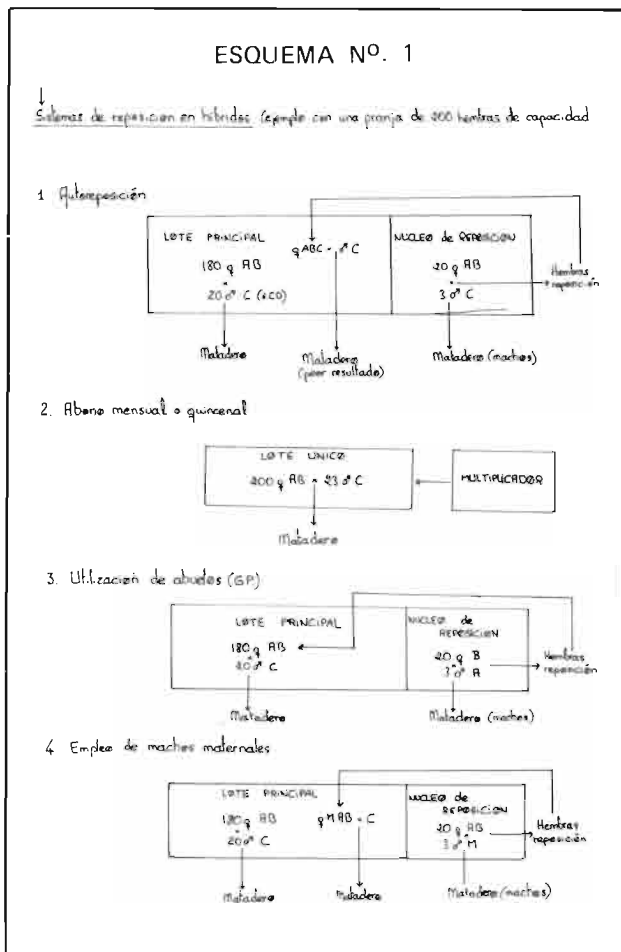 ESQUEMA Nº. 1
Sistemas de reposición en híbridos (ejemplo con una granja de 200 hembras de capacidad
1 Autoreposición
LOTE PRINCIPAL
180 ♀ AB
×
20 ♂ C (ó CD)
♀ ABC × ♂ C
NUCLEO de REPOSICION
20 ♀ AB
×
3 ♂ C
Hembras
reposición
Matadero
Matadero
(peor resultado)
Matadero (machos)
2. Abono mensual o quincenal
LOTE UNICO
200 ♀ AB × 23 ♂ C
MULTIPLICADOR
Matadero
3. Utilización de abuelos (GP)
LOTE PRINCIPAL
180 ♀ AB
×
20 ♂ C
NUCLEO de
REPOSICION
20 ♀ B
×
3 ♂ A
Hembras
reposición
Matadero
Matadero (machos)
4 Empleo de machos maternales
LOTE PRINCIPAL
180 ♀ AB
×
20 ♂ C
♀ MAB × C
NUCLEO de
REPOSICION
20 ♀ AB
×
3 ♂ M
Hembras
reposición
Matadero
Matadero
Matadero (machos)